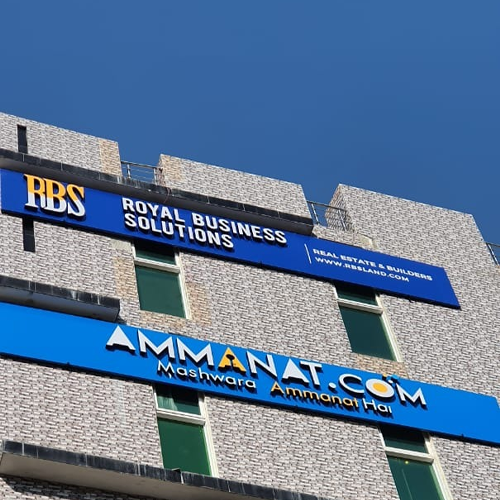 RBS
ROYAL BUSINESS
SOLUTIONS
REAL ESTATE & BUILDERS
WWW.RBSLAND.COM
AMMANAT.COM
Mashwara Ammanat Hai